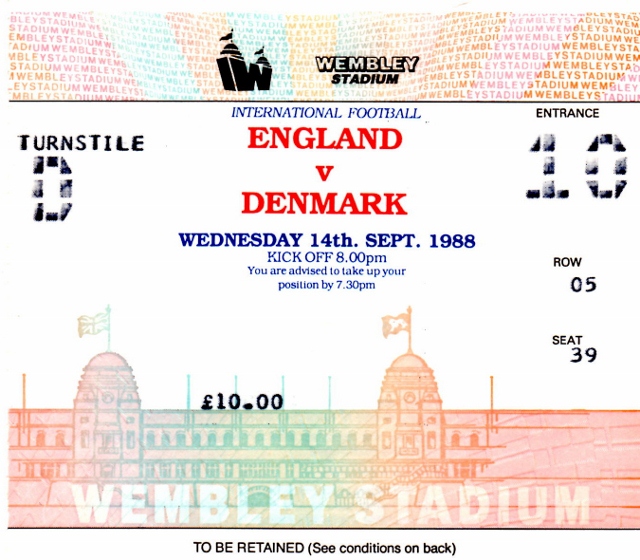 WEMBLEY
STADIUM
INTERNATIONAL FOOTBALL
ENGLAND
v
DENMARK
WEDNESDAY 14th. SEPT. 1988
KICK OFF 8.00pm
You are advised to take up your
position by 7.30pm
TURNSTILE
D
ENTRANCE
10
ROW
05
SEAT
39
£10.00
WEMBLEY STADIUM
TO BE RETAINED (See conditions on back)